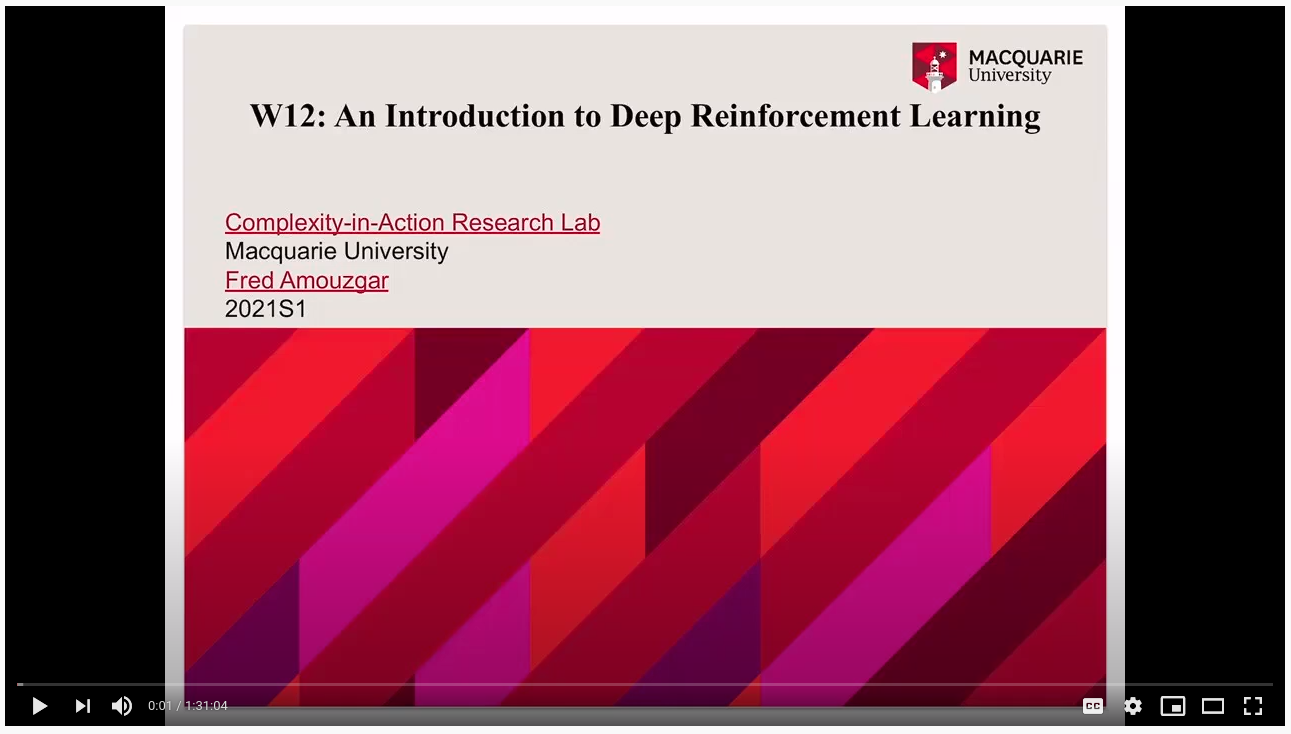 MACQUARIE
University
W12: An Introduction to Deep Reinforcement Learning
Complexity-in-Action Research Lab
Macquarie University
Fred Amouzgar
2021S1
0:01 / 1:31:04
CC